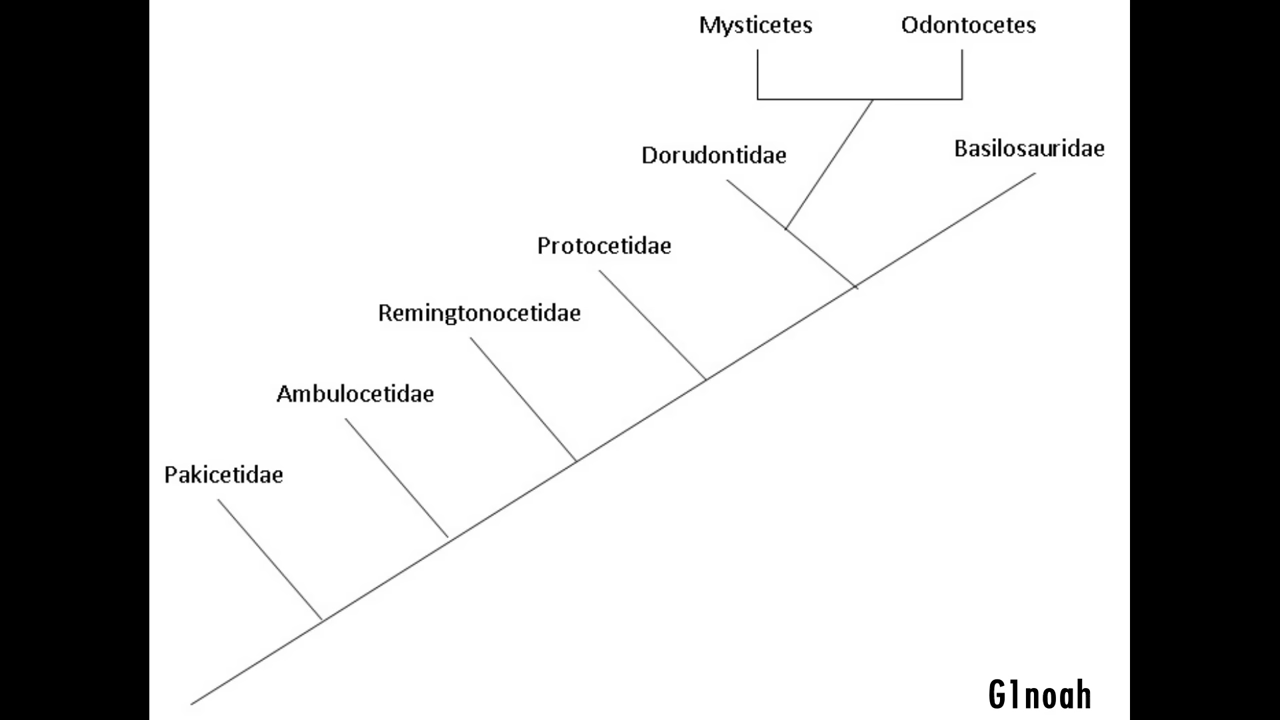 Mysticetes
Odontocetes
Dorudontidae
Basilosauridae
Protocetidae
Remingtonocetidae
Ambulocetidae
Pakicetidae
G1noah